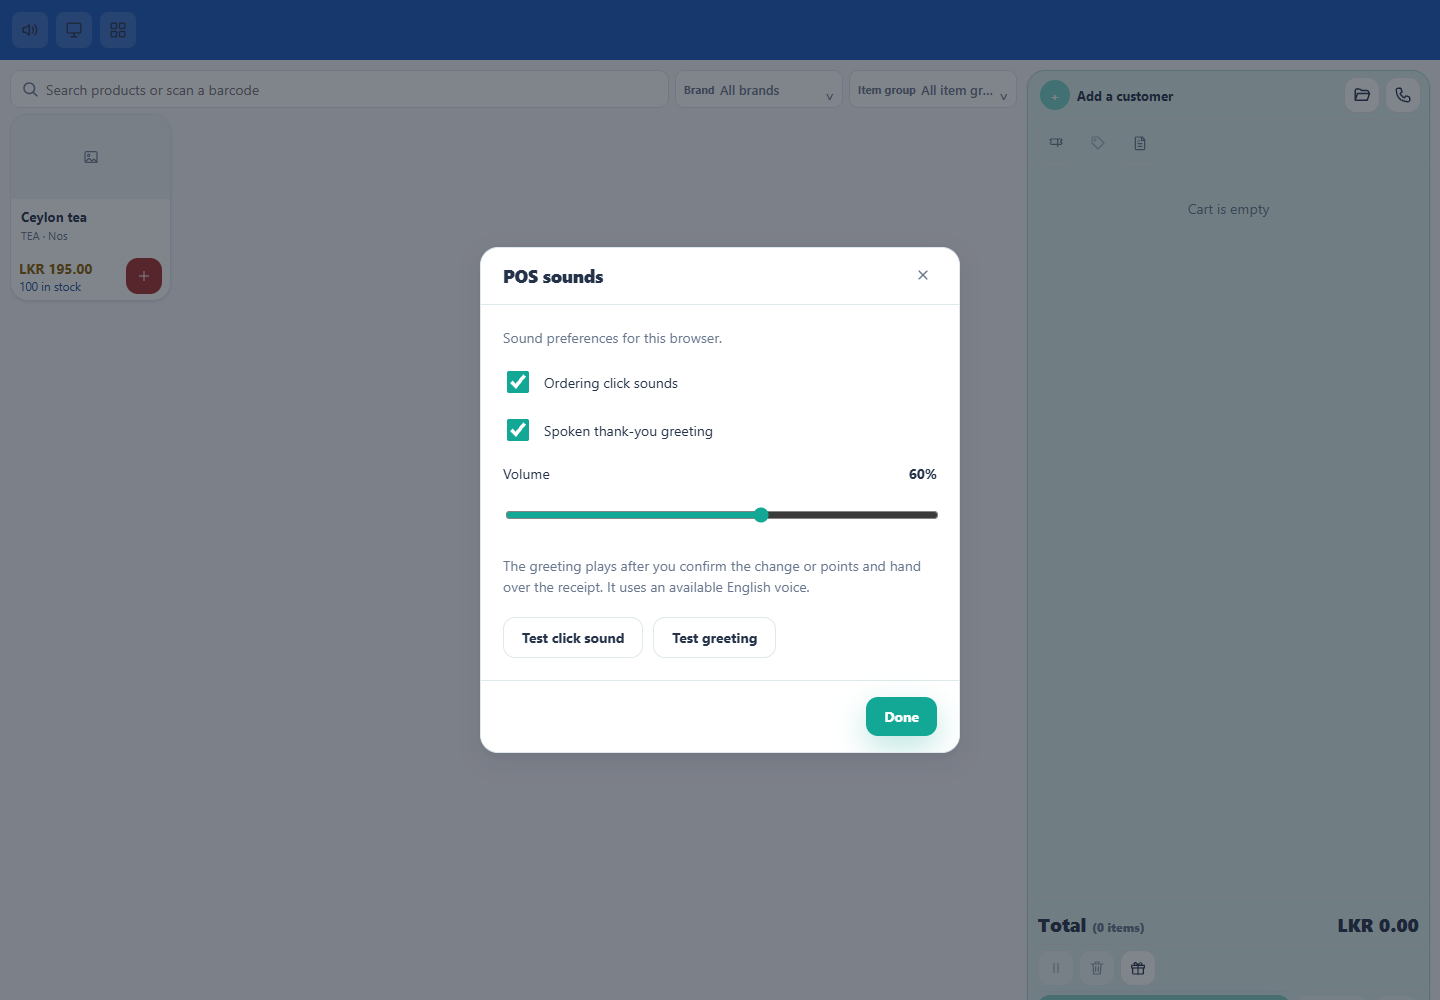 Search products or scan a barcode
Brand All brands
Item group All item gr...
Add a customer
Ceylon tea
TEA · Nos
LKR 195.00
100 in stock
Cart is empty
POS sounds
Sound preferences for this browser.
Ordering click sounds
Spoken thank-you greeting
Volume 60%
The greeting plays after you confirm the change or points and hand
over the receipt. It uses an available English voice.
Test click sound
Test greeting
Done
Total (0 items) LKR 0.00